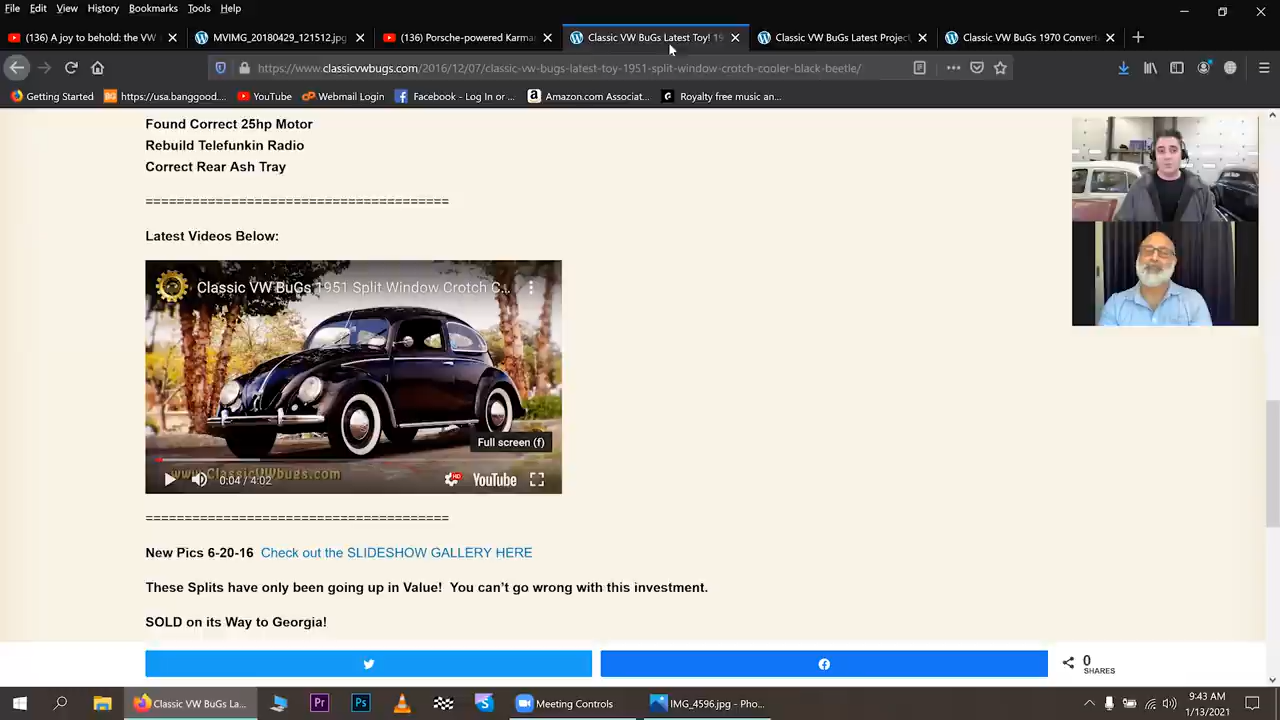 File Edit View History Bookmarks Tools Help
(136) A joy to behold: the VW
MVIMG_20180429_121512.jpg
(136) Porsche-powered Karma
Classic VW BuGs Latest Toy! 19
Classic VW BuGs Latest Project
Classic VW BuGs 1970 Convert
https://www.classicvwbugs.com/2016/12/07/classic-vw-bugs-latest-toy-1951-split-window-crotch-cooler-black-beetle/
Getting Started
https://usa.banggood....
YouTube
Webmail Login
Facebook - Log In or ...
Amazon.com Associat...
Royalty free music an...
Found Correct 25hp Motor
Rebuild Telefunkin Radio
Correct Rear Ash Tray
=======================================
Latest Videos Below:
Classic VW BuGs 1951 Split Window Crotch C...
Full screen (f)
www.ClassicVWbugs.com
0:04 / 4:02
HD
YouTube
=======================================
New Pics 6-20-16 Check out the SLIDESHOW GALLERY HERE
These Splits have only been going up in Value! You can't go wrong with this investment.
SOLD on its Way to Georgia!
0
SHARES
Classic VW BuGs La...
Pr
Ps
Meeting Controls
IMG_4596.jpg - Pho...
9:43 AM
1/13/2021